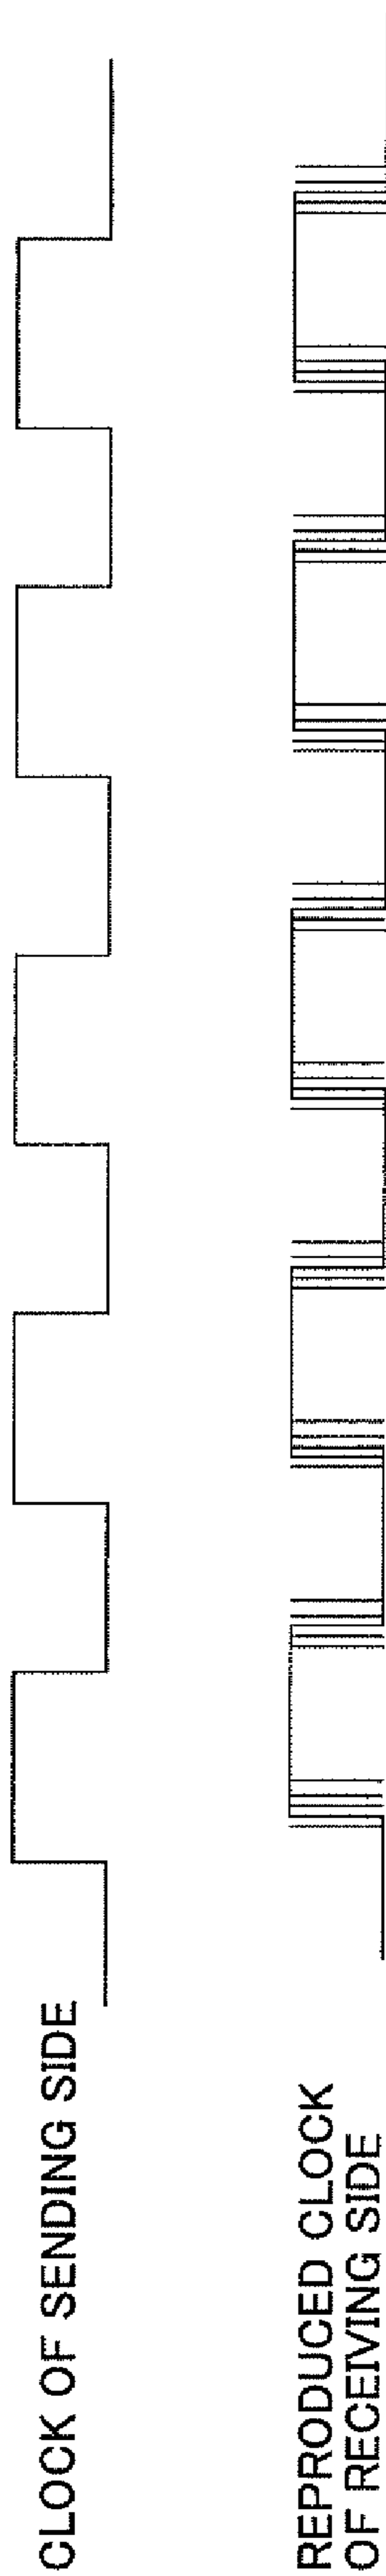 CLOCK OF SENDING SIDE
REPRODUCED CLOCK
OF RECEIVING SIDE